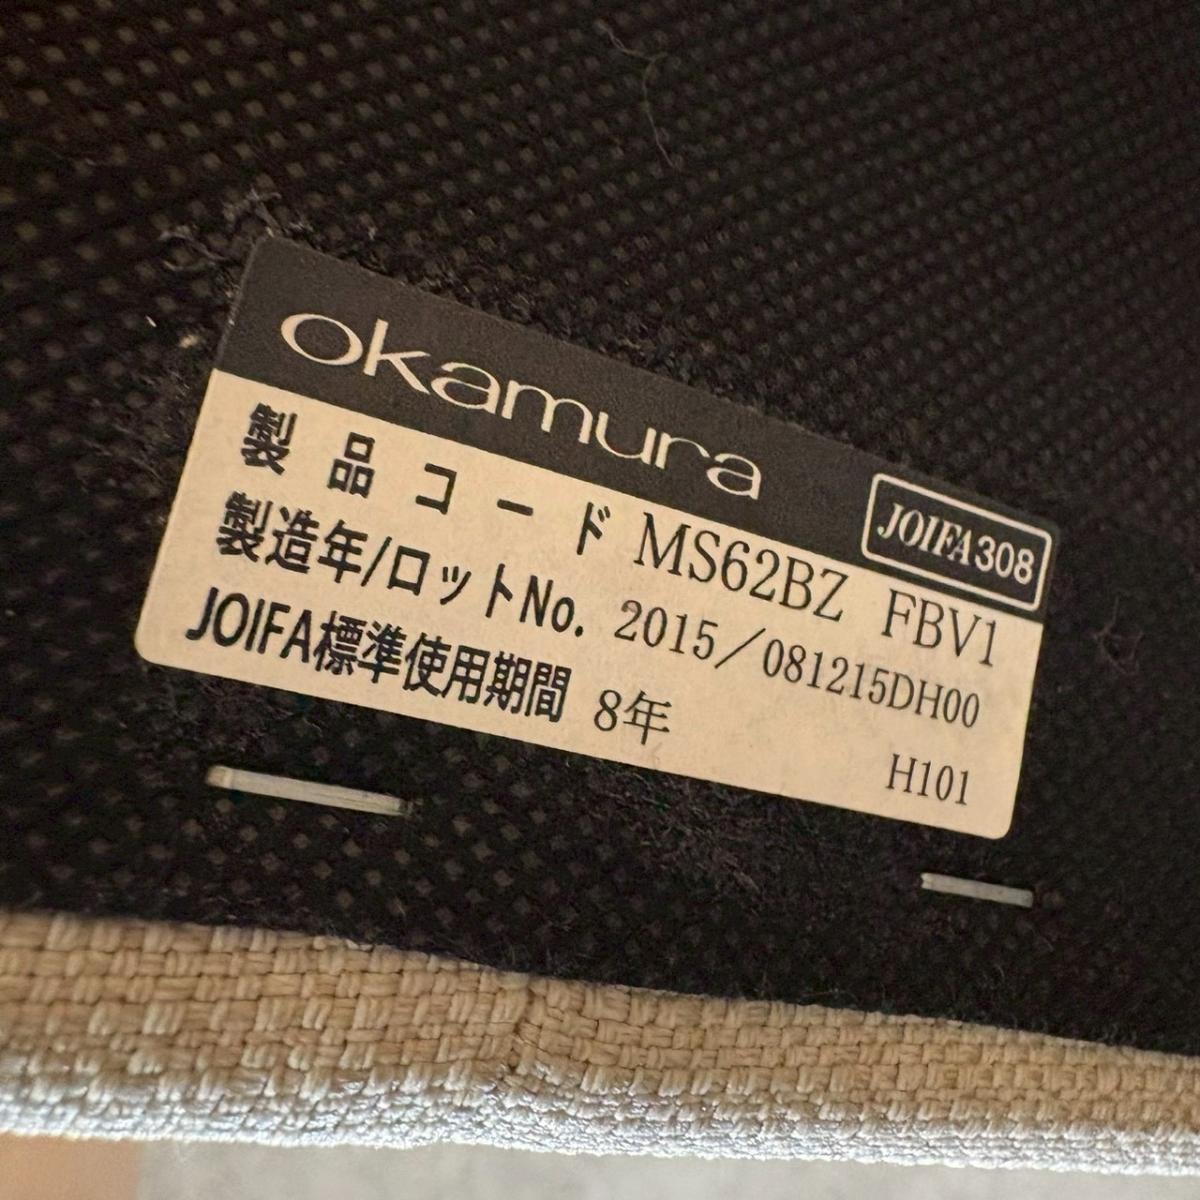 okamura
JOIFA308
製品コード MS62BZ FBV1
製造年/ロットNo. 2015/081215DH00
JOIFA標準使用期間 8年
H101